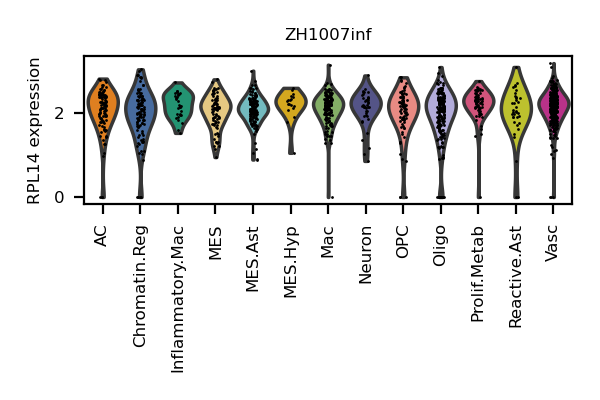 ZH1007inf
RPL14 expression
2
0
AC
Chromatin.Reg
Inflammatory.Mac
MES
MES.Ast
MES.Hyp
Mac
Neuron
OPC
Oligo
Prolif.Metab
Reactive.Ast
Vasc